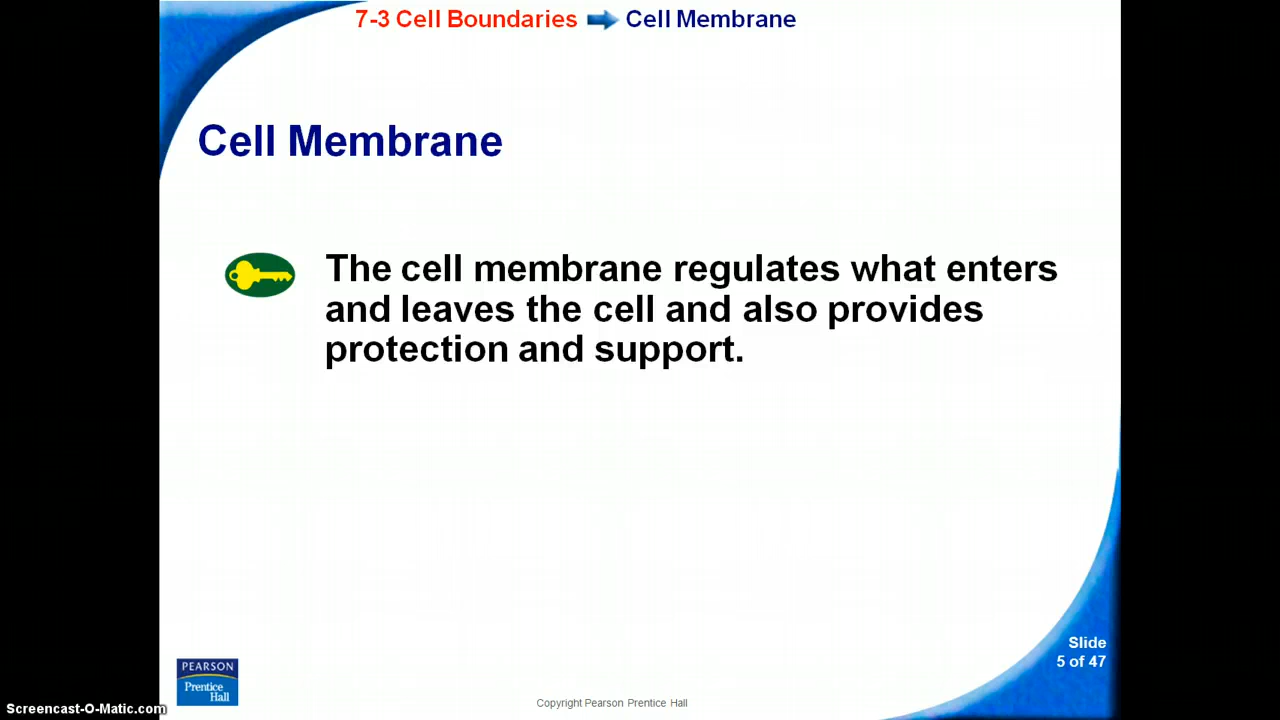 7-3 Cell Boundaries Cell Membrane
Cell Membrane
The cell membrane regulates what enters
and leaves the cell and also provides
protection and support.
Slide
5 of 47
PEARSON
Prentice
Hall
Copyright Pearson Prentice Hall
Screencast-O-Matic.com